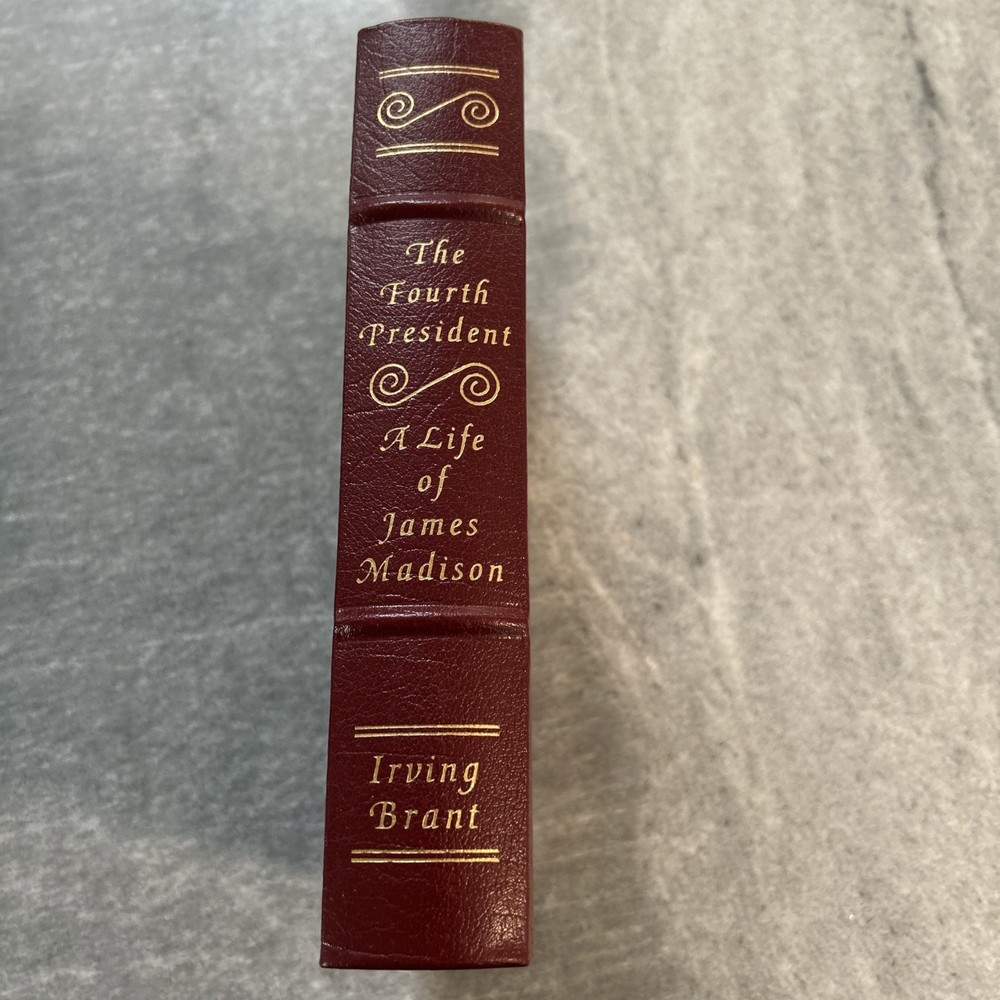 The
Fourth
President
A Life
of
James
Madison
Irving
Brant